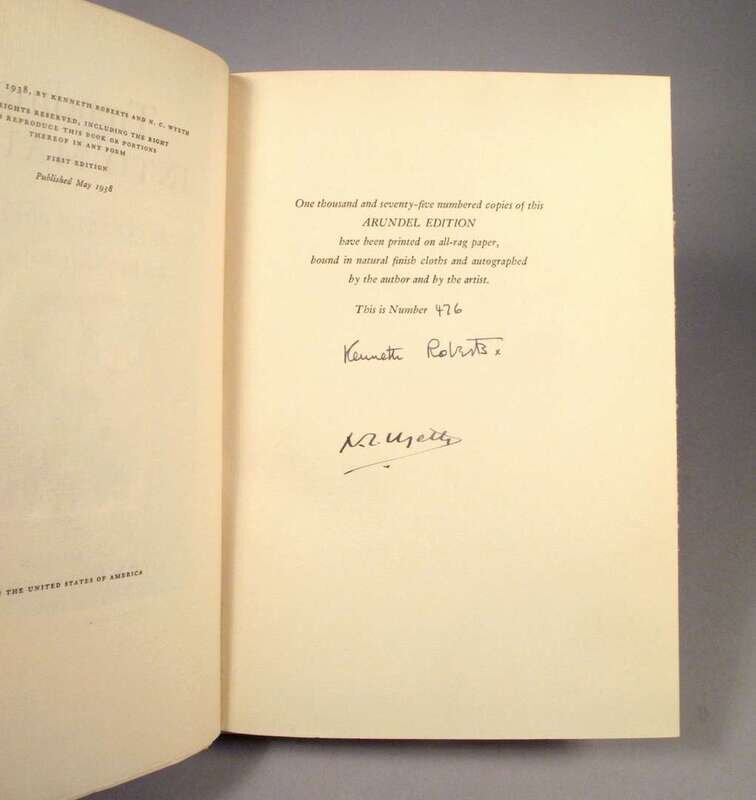 1938, BY KENNETH ROBERTS AND N. C. WYETH
RIGHTS RESERVED, INCLUDING THE RIGHT
REPRODUCE THIS BOOK OR PORTIONS
THEREOF IN ANY FORM
FIRST EDITION
Published May 1938
THE UNITED STATES OF AMERICA
One thousand and seventy-five numbered copies of this
ARUNDEL EDITION
have been printed on all-rag paper,
bound in natural finish cloths and autographed
by the author and by the artist.
This is Number 476
Kenneth Roberts
N. C. Wyeth